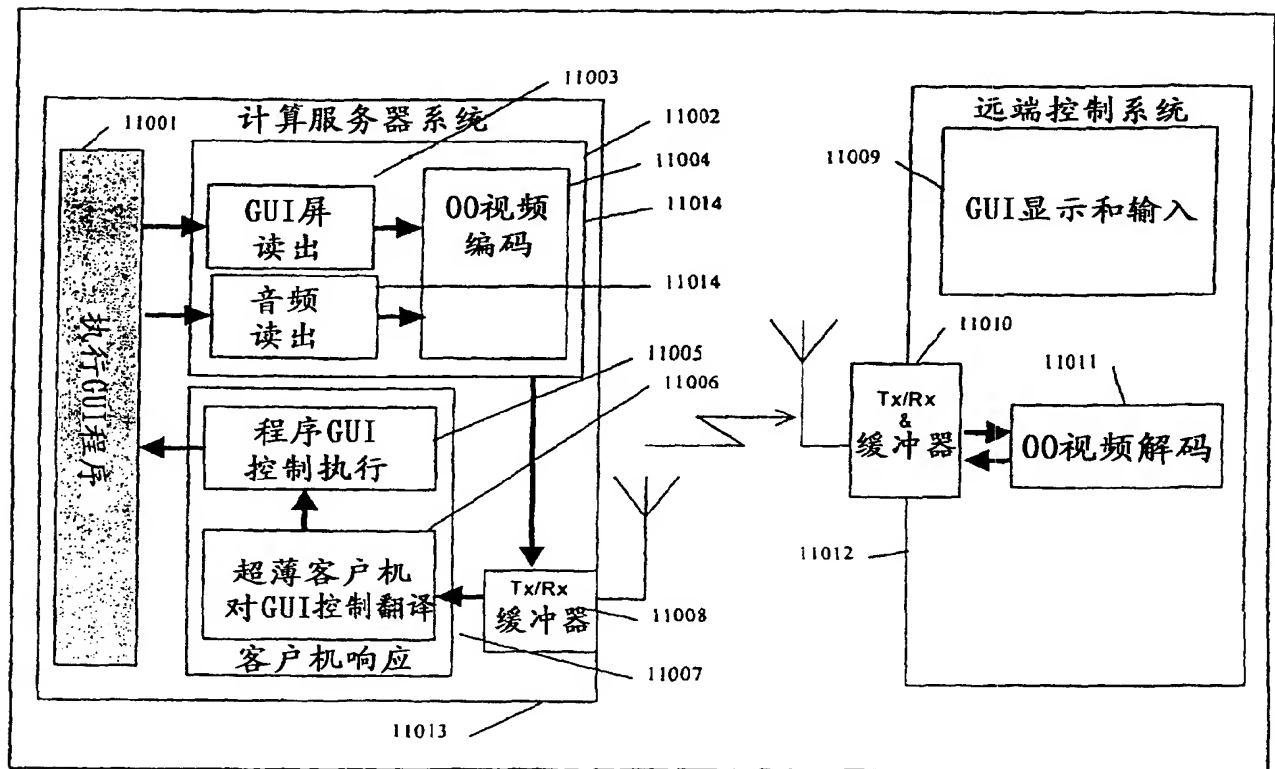 11003
计算服务器系统
11001
11002
11004
11014
GUI屏
读出
OO视频
编码
音频
读出
11014
执行GUI程序
11005
11006
程序GUI
控制执行
超薄客户机
对GUI控制翻译
客户机响应
11007
Tx/Rx
缓冲器
11008
11013
远端控制系统
11009
GUI显示和输入
11010
Tx/Rx
&
缓冲器
11011
OO视频解码
11012